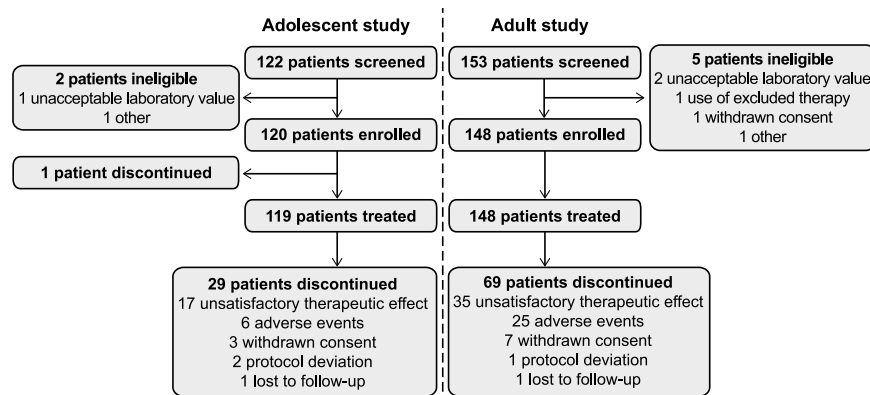 Adolescent study
122 patients screened
2 patients ineligible
1 unacceptable laboratory value
1 other
120 patients enrolled
1 patient discontinued
119 patients treated
29 patients discontinued
17 unsatisfactory therapeutic effect
6 adverse events
3 withdrawn consent
2 protocol deviation
1 lost to follow-up
Adult study
153 patients screened
5 patients ineligible
2 unacceptable laboratory value
1 use of excluded therapy
1 withdrawn consent
1 other
148 patients enrolled
148 patients treated
69 patients discontinued
35 unsatisfactory therapeutic effect
25 adverse events
7 withdrawn consent
1 protocol deviation
1 lost to follow-up